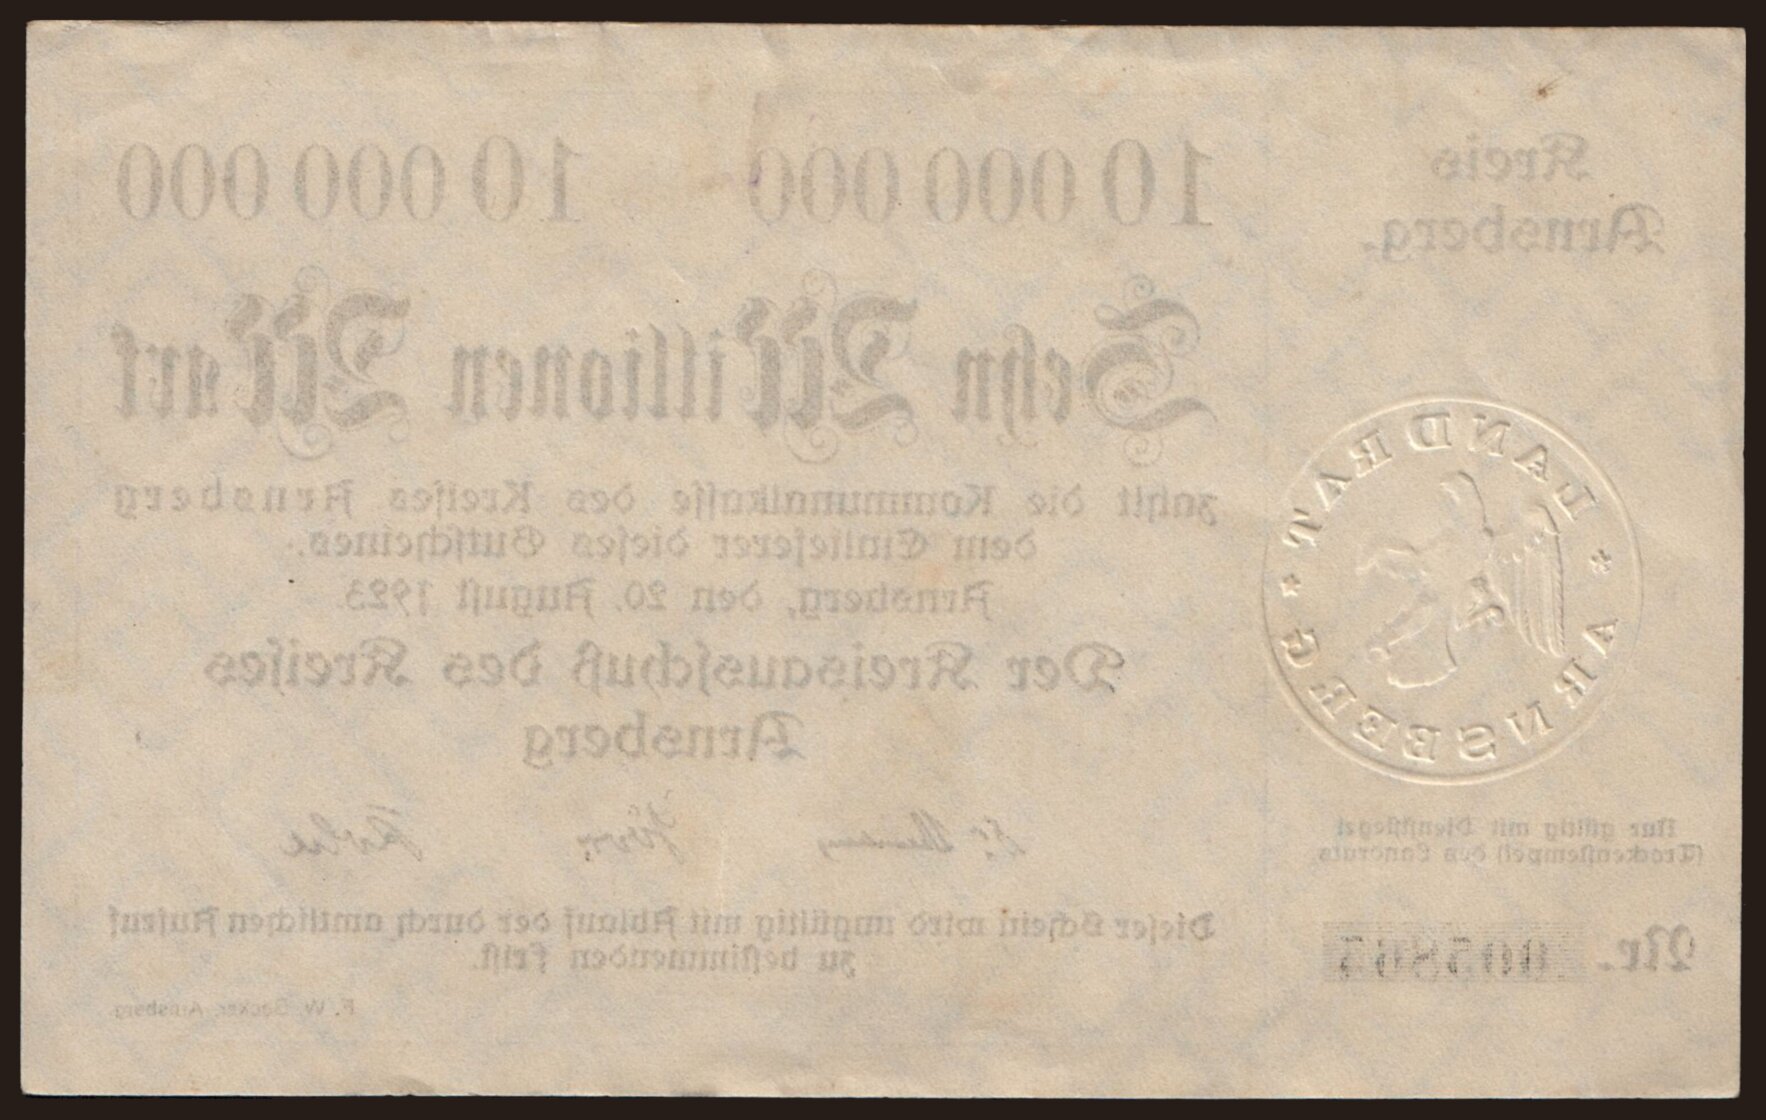 Kreis
Arnsberg.
10 000 000 10 000 000
Zehn Millionen Mark
zahlt die Kommunalkasse des Kreises Arnsberg
dem Einlieferer dieses Gutscheines.
Arnsberg, den 20. August 1923.
Der Kreisausschuß des Kreises
Arnsberg
LANDRAT
* ARNSBERG *
Nur gültig mit Dienstsiegel
(Trockenstempel) des Landrats
Nr.
Dieser Schein wird ungültig mit Ablauf der durch amtlichen Aufruf
zu bestimmenden Frist.
F. W. Becker, Arnsberg